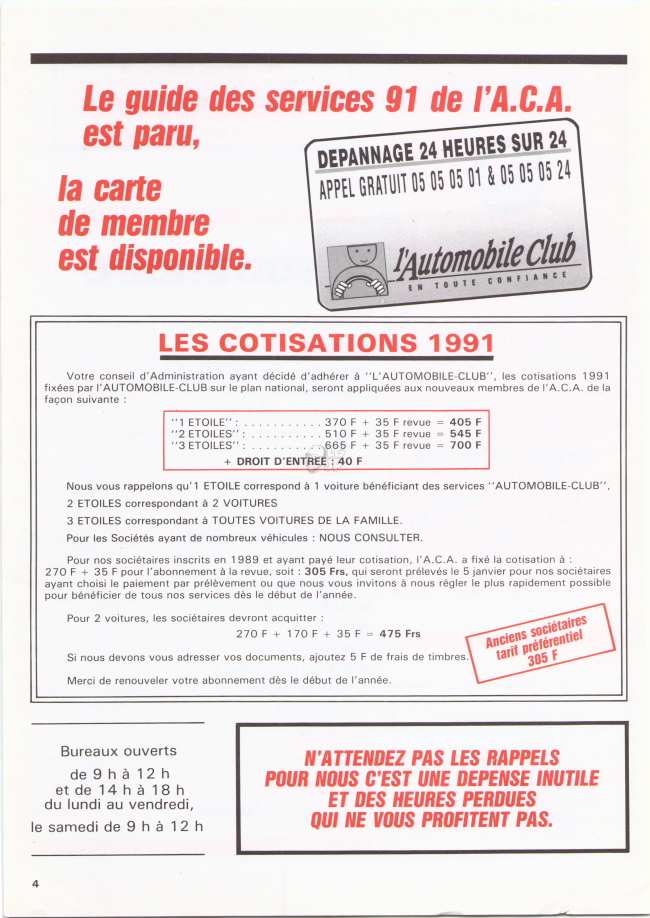 Le guide des services 91 de l'A.C.A.
est paru,
la carte
de membre
est disponible.
DEPANNAGE 24 HEURES SUR 24
APPEL GRATUIT 05 05 05 01 & 05 05 05 24
l'Automobile Club
EN TOUTE CONFIANCE
LES COTISATIONS 1991
Votre conseil d'Administration ayant décidé d'adhérer à ''L'AUTOMOBILE-CLUB'', les cotisations 1991
fixées par l'AUTOMOBILE-CLUB sur le plan national, seront appliquées aux nouveaux membres de l'A.C.A. de la
façon suivante :
''1 ETOILE'' : . . . . . . . . . . . 370 F + 35 F revue = 405 F
''2 ETOILES'' : . . . . . . . . . . 510 F + 35 F revue = 545 F
''3 ETOILES'' : . . . . . . . . . . 665 F + 35 F revue = 700 F
+ DROIT D'ENTREE : 40 F
Nous vous rappelons qu'1 ETOILE correspond à 1 voiture bénéficiant des services ''AUTOMOBILE-CLUB'',
2 ETOILES correspondant à 2 VOITURES
3 ETOILES correspondant à TOUTES VOITURES DE LA FAMILLE.
Pour les Sociétés ayant de nombreux véhicules : NOUS CONSULTER.
Pour nos sociétaires inscrits en 1989 et ayant payé leur cotisation, l'A.C.A. a fixé la cotisation à :
270 F + 35 F pour l'abonnement à la revue, soit : 305 Frs, qui seront prélevés le 5 janvier pour nos sociétaires
ayant choisi le paiement par prélèvement ou que nous vous invitons à nous régler le plus rapidement possible
pour bénéficier de tous nos services dès le début de l'année.
Pour 2 voitures, les sociétaires devront acquitter :
270 F + 170 F + 35 F = 475 Frs
Si nous devons vous adresser vos documents, ajoutez 5 F de frais de timbres.
Merci de renouveler votre abonnement dès le début de l'année.
Anciens sociétaires
tarif préférentiel
305 F
Bureaux ouverts
de 9 h à 12 h
et de 14 h à 18 h
du lundi au vendredi,
le samedi de 9 h à 12 h
N'ATTENDEZ PAS LES RAPPELS
POUR NOUS C'EST UNE DEPENSE INUTILE
ET DES HEURES PERDUES
QUI NE VOUS PROFITENT PAS.
4